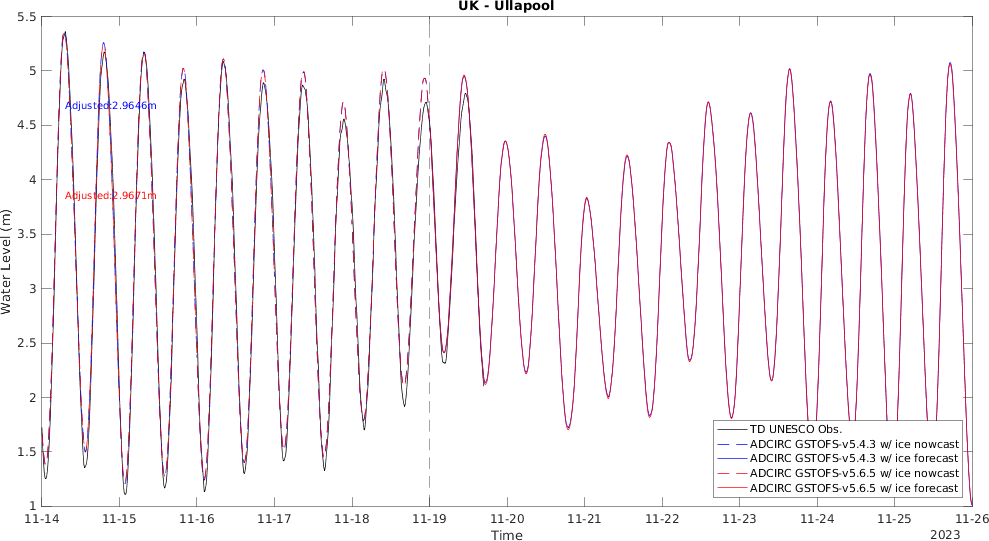 UK - Ullapool
5.5
5
4.5
4
3.5
3
2.5
2
1.5
1
Water Level (m)
Adjusted:2.9646m
Adjusted:2.9671m
TD UNESCO Obs.
ADCIRC GSTOFS-v5.4.3 w/ ice nowcast
ADCIRC GSTOFS-v5.4.3 w/ ice forecast
ADCIRC GSTOFS-v5.6.5 w/ ice nowcast
ADCIRC GSTOFS-v5.6.5 w/ ice forecast
11-14 11-15 11-16 11-17 11-18 11-19 11-20 11-21 11-22 11-23 11-24 11-25 11-26
Time
2023